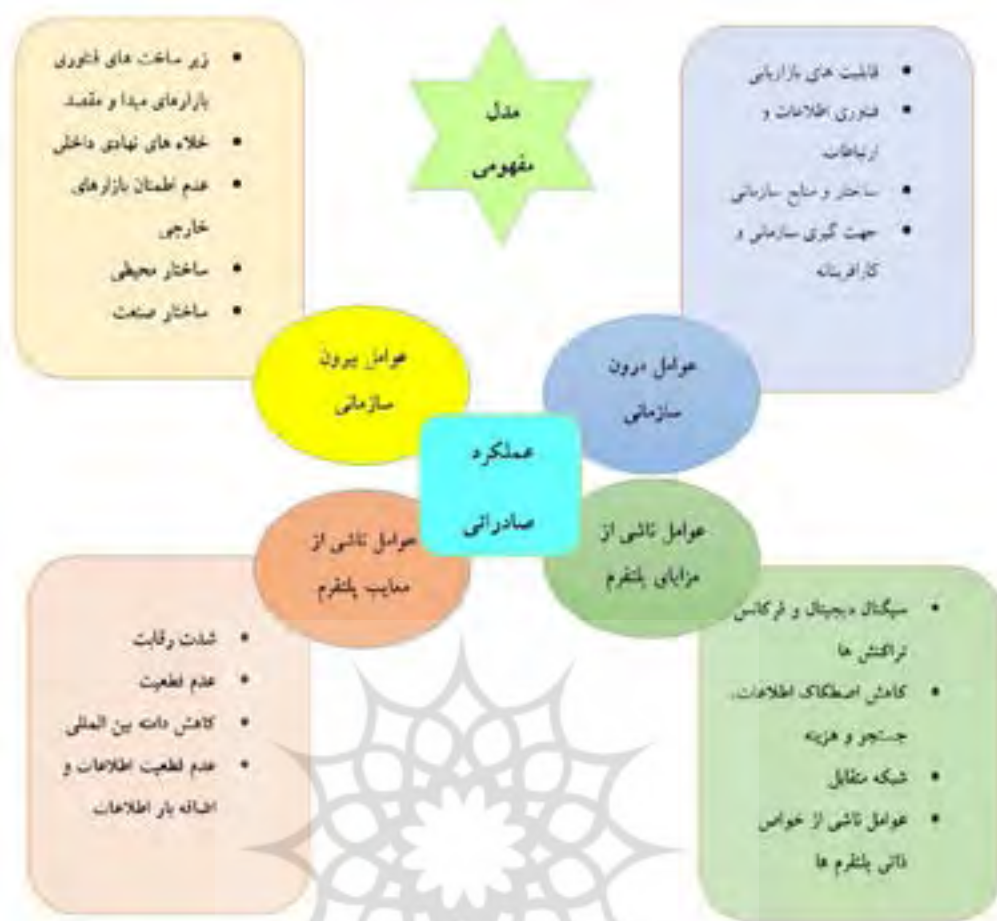 مدل
مفهومی
قابلیت های بازاریابی
فناوری اطلاعات و
ارتباطات
ساختار و منابع سازمانی
جهت گیری سازمانی و
کارآفرینانه
زیر ساخت های فناوری
بازارهای مبدا و مقصد
خلاء های نهادی داخلی
عدم اطمنان بازارهای
خارجی
ساختار محیطی
ساختار صنعت
عوامل درون
سازمانی
عوامل بیرون
سازمانی
عملکرد
صادراتی
عوامل ناشی از
مزایای پلتفرم
عوامل ناشی از
معایب پلتفرم
سیگنال دیجیتال و فرکانس
تراکنش ها
کاهش اصطکاک اطلاعات،
جستجو و هزینه
شبکه متقابل
عوامل ناشی از خواص
ذاتی پلتفرم ها
شدت رقابت
عدم قطعیت
کاهش دامنه بین المللی
عدم قطعیت اطلاعات و
اضافه بار اطلاعات